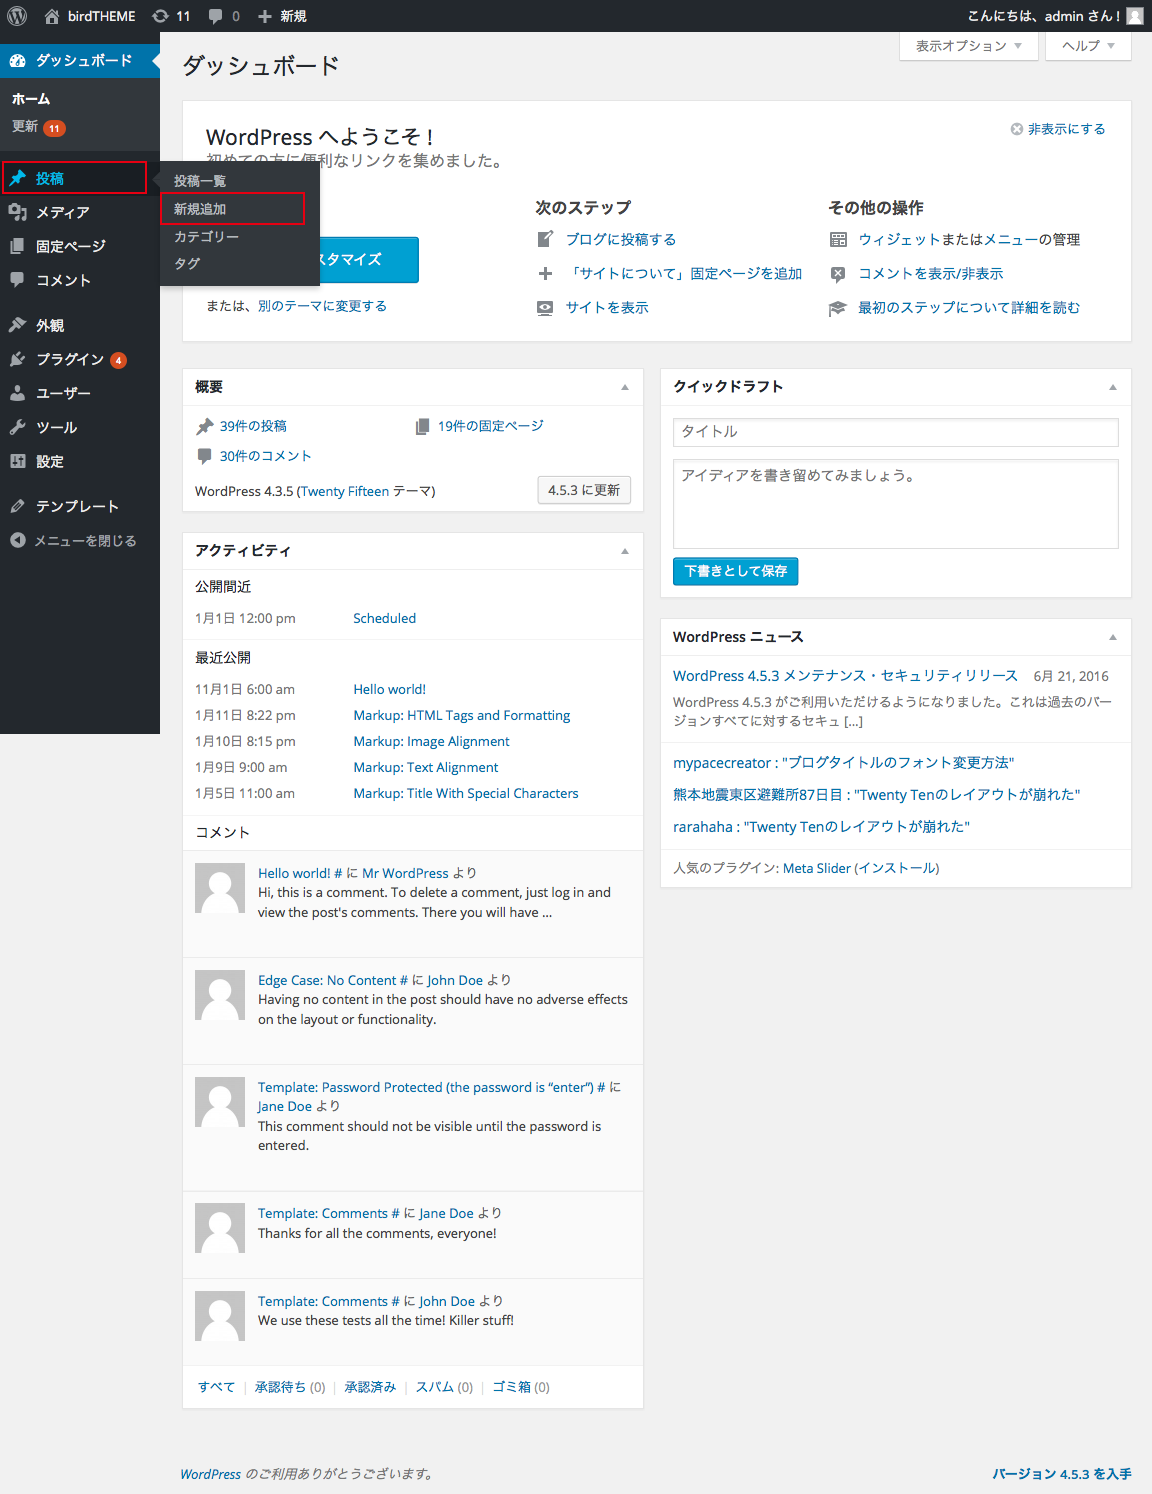 birdTHEME 11 0 新規 こんにちは、admin さん !
ダッシュボード
ホーム
更新 11
投稿
メディア
固定ページ
コメント
外観
プラグイン 4
ユーザー
ツール
設定
テンプレート
メニューを閉じる
投稿一覧
新規追加
カテゴリー
タグ
表示オプション ヘルプ
ダッシュボード
WordPress へようこそ !
非表示にする
初めての方に便利なリンクを集めました。
スタマイズ
または、別のテーマに変更する
次のステップ
ブログに投稿する
「サイトについて」固定ページを追加
サイトを表示
その他の操作
ウィジェットまたはメニューの管理
コメントを表示/非表示
最初のステップについて詳細を読む
概要
39件の投稿 19件の固定ページ
30件のコメント
WordPress 4.3.5 (Twenty Fifteen テーマ) 4.5.3 に更新
アクティビティ
公開間近
1月1日 12:00 pm Scheduled
最近公開
11月1日 6:00 am Hello world!
1月11日 8:22 pm Markup: HTML Tags and Formatting
1月10日 8:15 pm Markup: Image Alignment
1月9日 9:00 am Markup: Text Alignment
1月5日 11:00 am Markup: Title With Special Characters
コメント
Hello world! # に Mr WordPress より
Hi, this is a comment. To delete a comment, just log in and
view the post's comments. There you will have ...
Edge Case: No Content # に John Doe より
Having no content in the post should have no adverse effects
on the layout or functionality.
Template: Password Protected (the password is “enter”) # に
Jane Doe より
This comment should not be visible until the password is
entered.
Template: Comments # に Jane Doe より
Thanks for all the comments, everyone!
Template: Comments # に John Doe より
We use these tests all the time! Killer stuff!
すべて | 承認待ち (0) | 承認済み | スパム (0) | ゴミ箱 (0)
クイックドラフト
タイトル
アイディアを書き留めてみましょう。
下書きとして保存
WordPress ニュース
WordPress 4.5.3 メンテナンス・セキュリティリリース 6月 21, 2016
WordPress 4.5.3 がご利用いただけるようになりました。これは過去のバー
ジョンすべてに対するセキュ [...]
mypacecreator : "ブログタイトルのフォント変更方法"
熊本地震東区避難所87日目 : "Twenty Tenのレイアウトが崩れた"
rarahaha : "Twenty Tenのレイアウトが崩れた"
人気のプラグイン: Meta Slider (インストール)
WordPress のご利用ありがとうございます。
バージョン 4.5.3 を入手